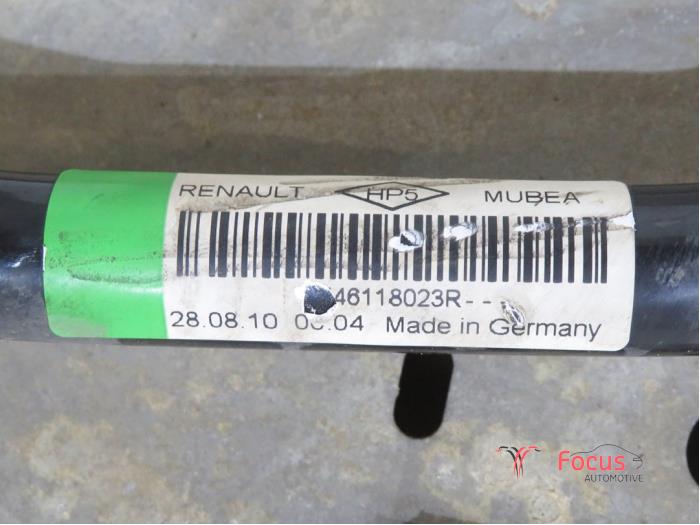 RENAULT HP5 MUBEA
46118023R--
28.08.10 Made in Germany
Focus
AUTOMOTIVE